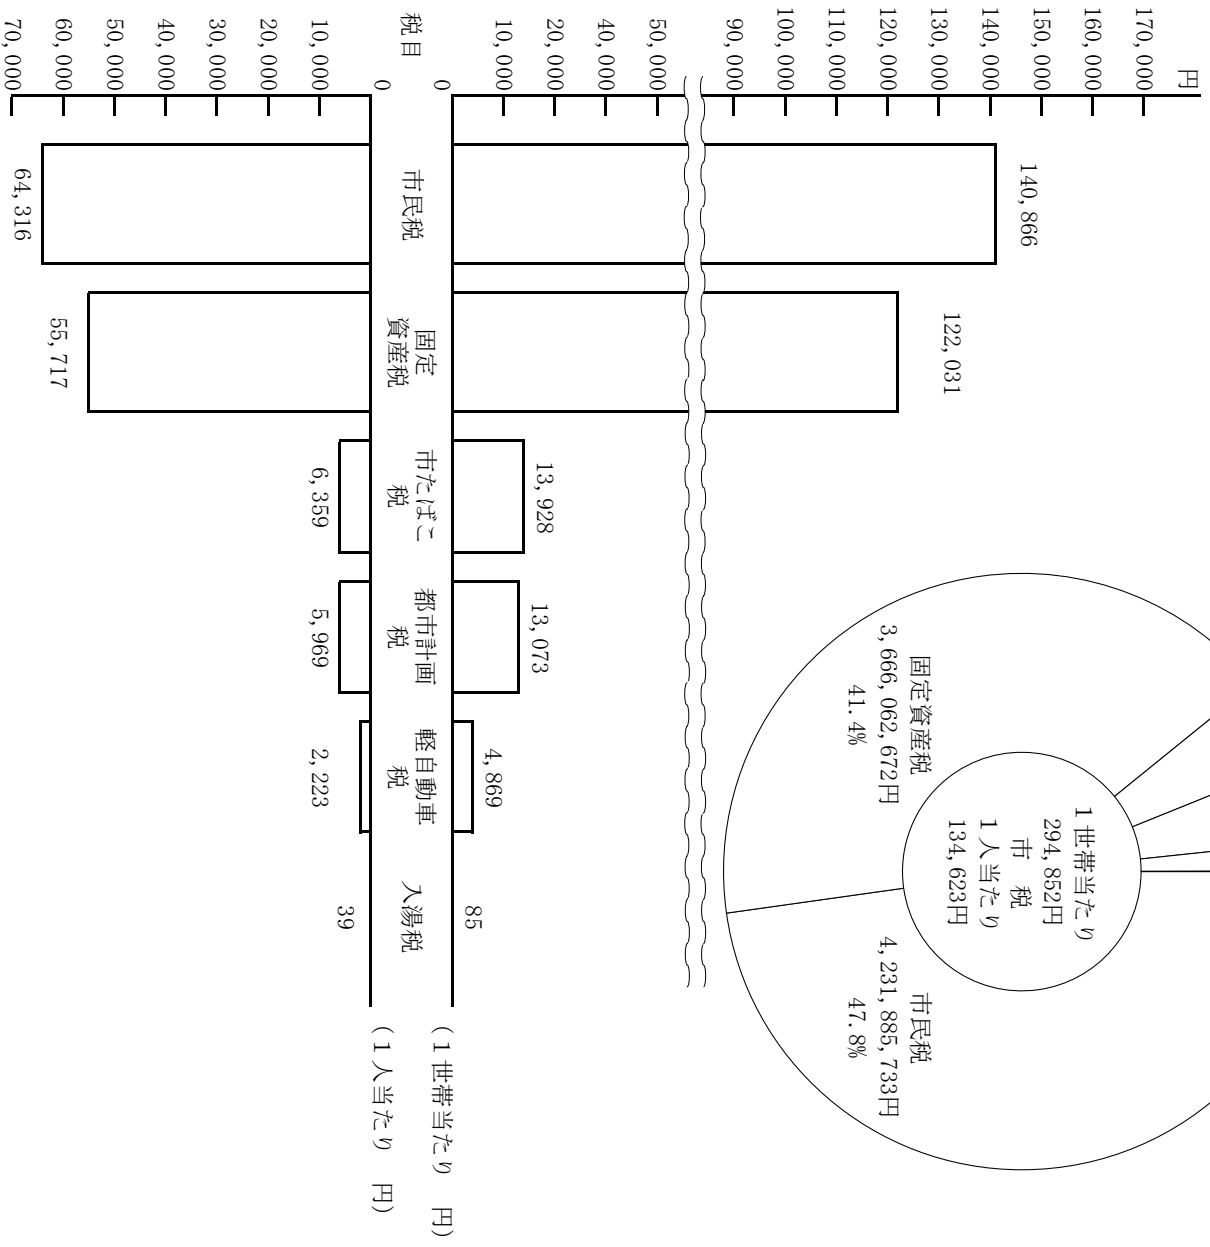 円
170,000
160,000
150,000
140,000
130,000
120,000
110,000
100,000
90,000
50,000
40,000
20,000
10,000
0
税目
0
10,000
20,000
30,000
40,000
50,000
60,000
70,000
140,866
122,031
13,928
13,073
4,869
85
(1世帯当たり 円)
市民税
固定
資産税
市たばこ
税
都市計画
税
軽自動車
税
入湯税
(1人当たり 円)
64,316
55,717
6,359
5,969
2,223
39
1世帯当たり
294,852円
市 税
1人当たり
134,623円
固定資産税
3,666,062,672円
41.4%
市民税
4,231,885,733円
47.8%